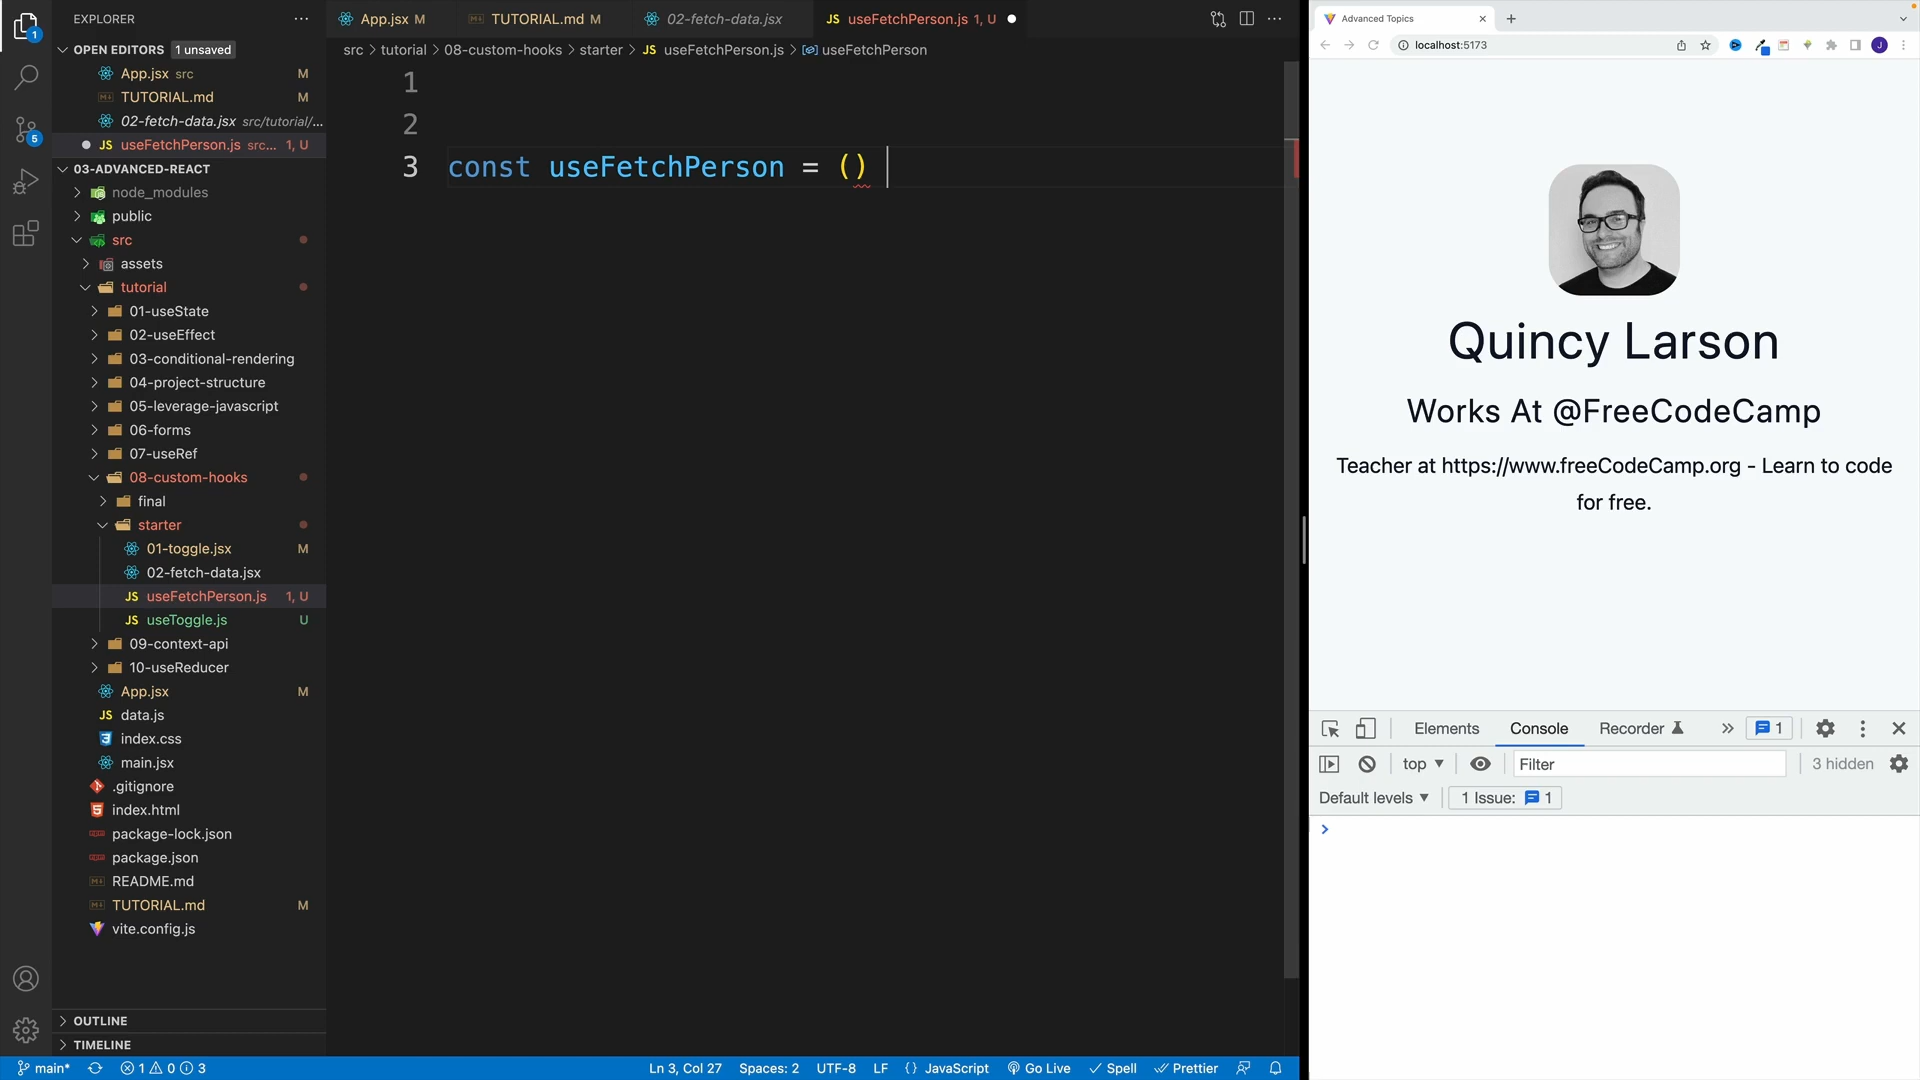 EXPLORER
OPEN EDITORS 1 unsaved
App.jsx src M
TUTORIAL.md M
02-fetch-data.jsx src/tutorial/...
JS useFetchPerson.js src... 1, U
03-ADVANCED-REACT
node_modules
public
src
assets
tutorial
01-useState
02-useEffect
03-conditional-rendering
04-project-structure
05-leverage-javascript
06-forms
07-useRef
08-custom-hooks
final
starter
01-toggle.jsx M
02-fetch-data.jsx
JS useFetchPerson.js 1, U
JS useToggle.js U
09-context-api
10-useReducer
App.jsx M
JS data.js
index.css
main.jsx
.gitignore
index.html
package-lock.json
package.json
README.md
TUTORIAL.md M
vite.config.js
OUTLINE
TIMELINE
App.jsx M TUTORIAL.md M 02-fetch-data.jsx JS useFetchPerson.js 1, U
src > tutorial > 08-custom-hooks > starter > JS useFetchPerson.js > useFetchPerson
1
2
3 const useFetchPerson = ()
main* 1 0 3 Ln 3, Col 27 Spaces: 2 UTF-8 LF {} JavaScript Go Live Spell Prettier
1
5
Advanced Topics
localhost:5173
J
Quincy Larson
Works At @FreeCodeCamp
Teacher at https://www.freeCodeCamp.org - Learn to code
for free.
Elements Console Recorder 1
top Filter 3 hidden
Default levels 1 Issue: 1